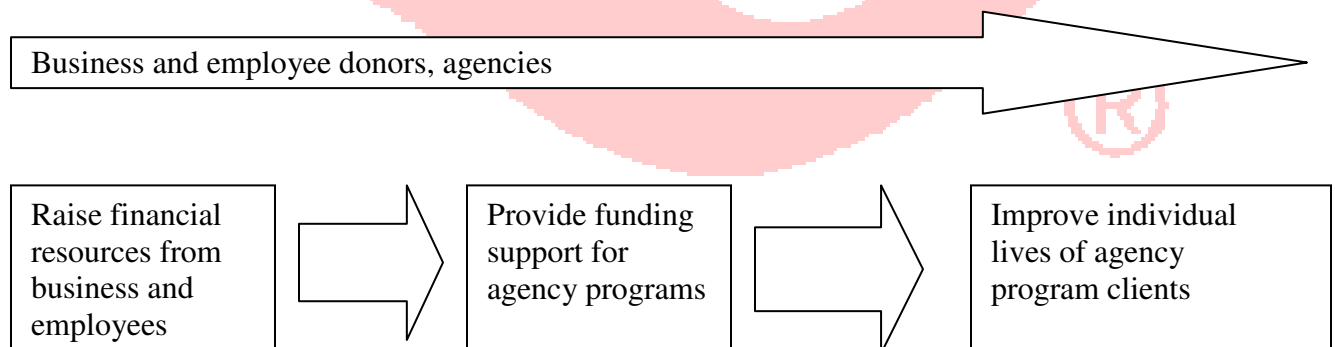 Business and employee donors, agencies
®
Raise financial
resources from
business and
employees
Provide funding
support for
agency programs
Improve individual
lives of agency
program clients